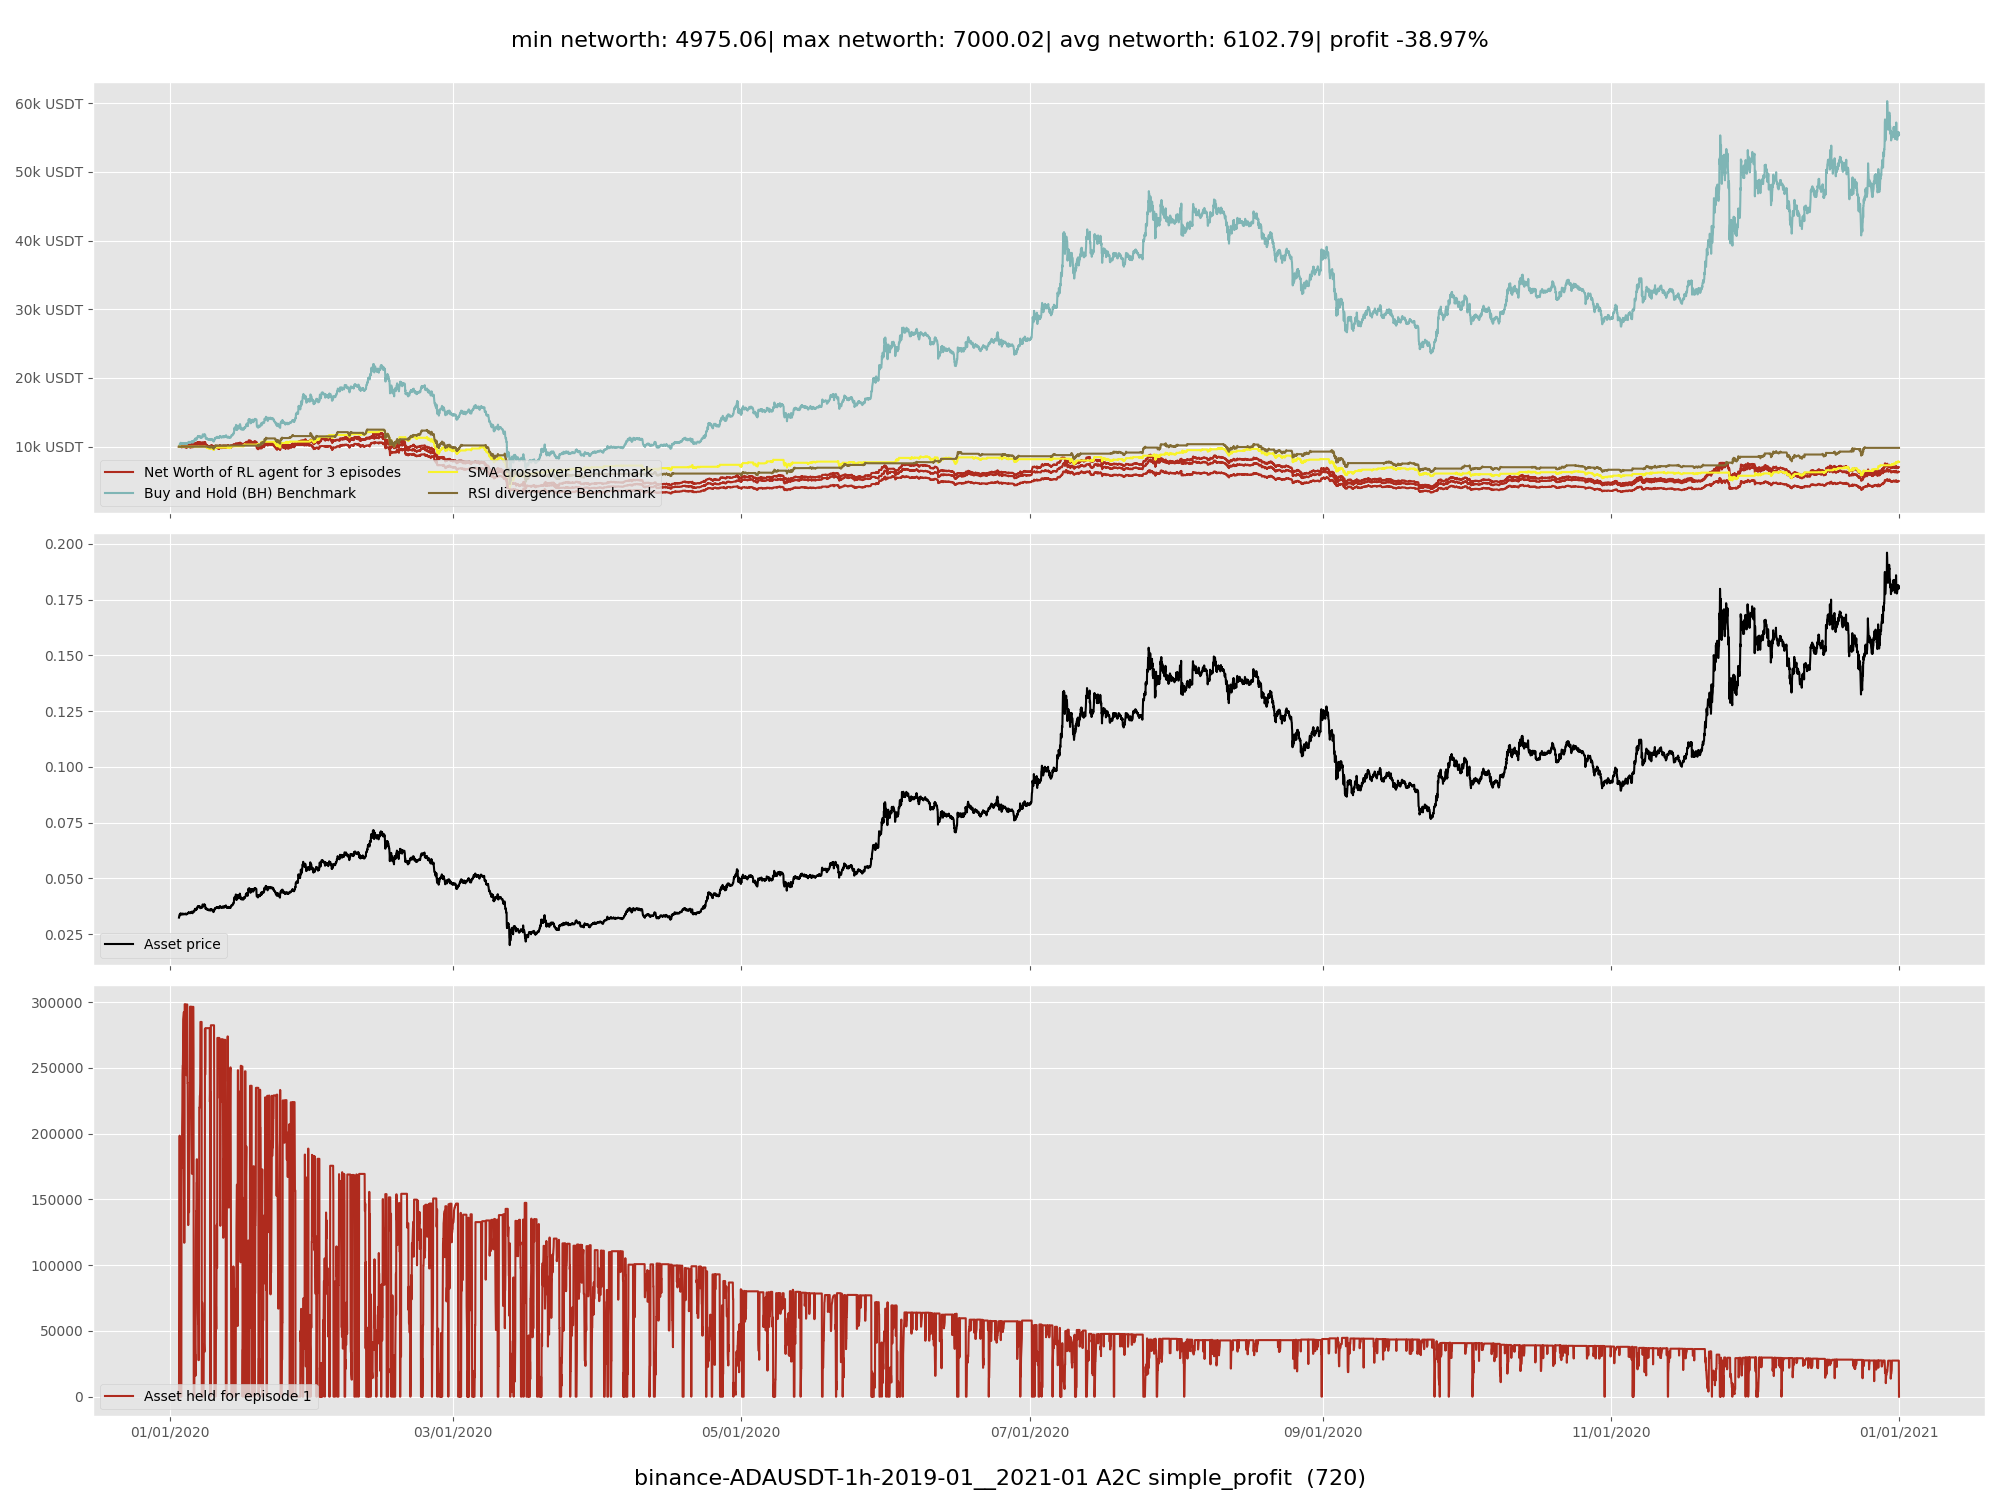 min networth: 4975.06| max networth: 7000.02| avg networth: 6102.79| profit -38.97%
60k USDT
50k USDT
40k USDT
30k USDT
20k USDT
10k USDT
Net Worth of RL agent for 3 episodes
Buy and Hold (BH) Benchmark
SMA crossover Benchmark
RSI divergence Benchmark
0.200
0.175
0.150
0.125
0.100
0.075
0.050
0.025
Asset price
300000
250000
200000
150000
100000
50000
0
Asset held for episode 1
01/01/2020 03/01/2020 05/01/2020 07/01/2020 09/01/2020 11/01/2020 01/01/2021
binance-ADAUSDT-1h-2019-01__2021-01 A2C simple_profit  (720)